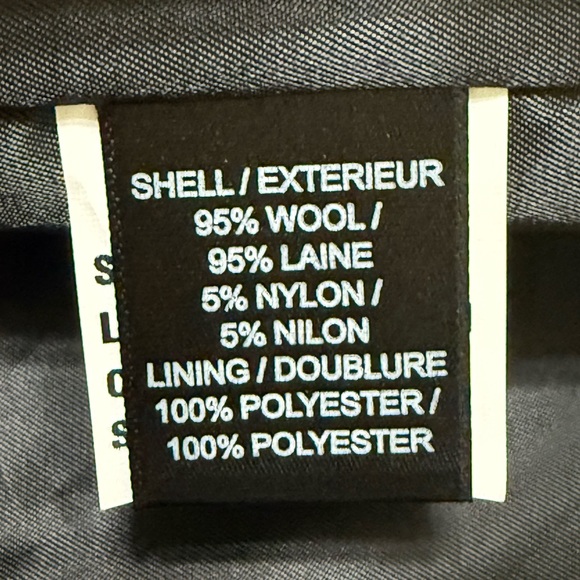 SHELL / EXTERIEUR
95% WOOL /
95% LAINE
5% NYLON /
5% NILON
LINING / DOUBLURE
100% POLYESTER /
100% POLYESTER